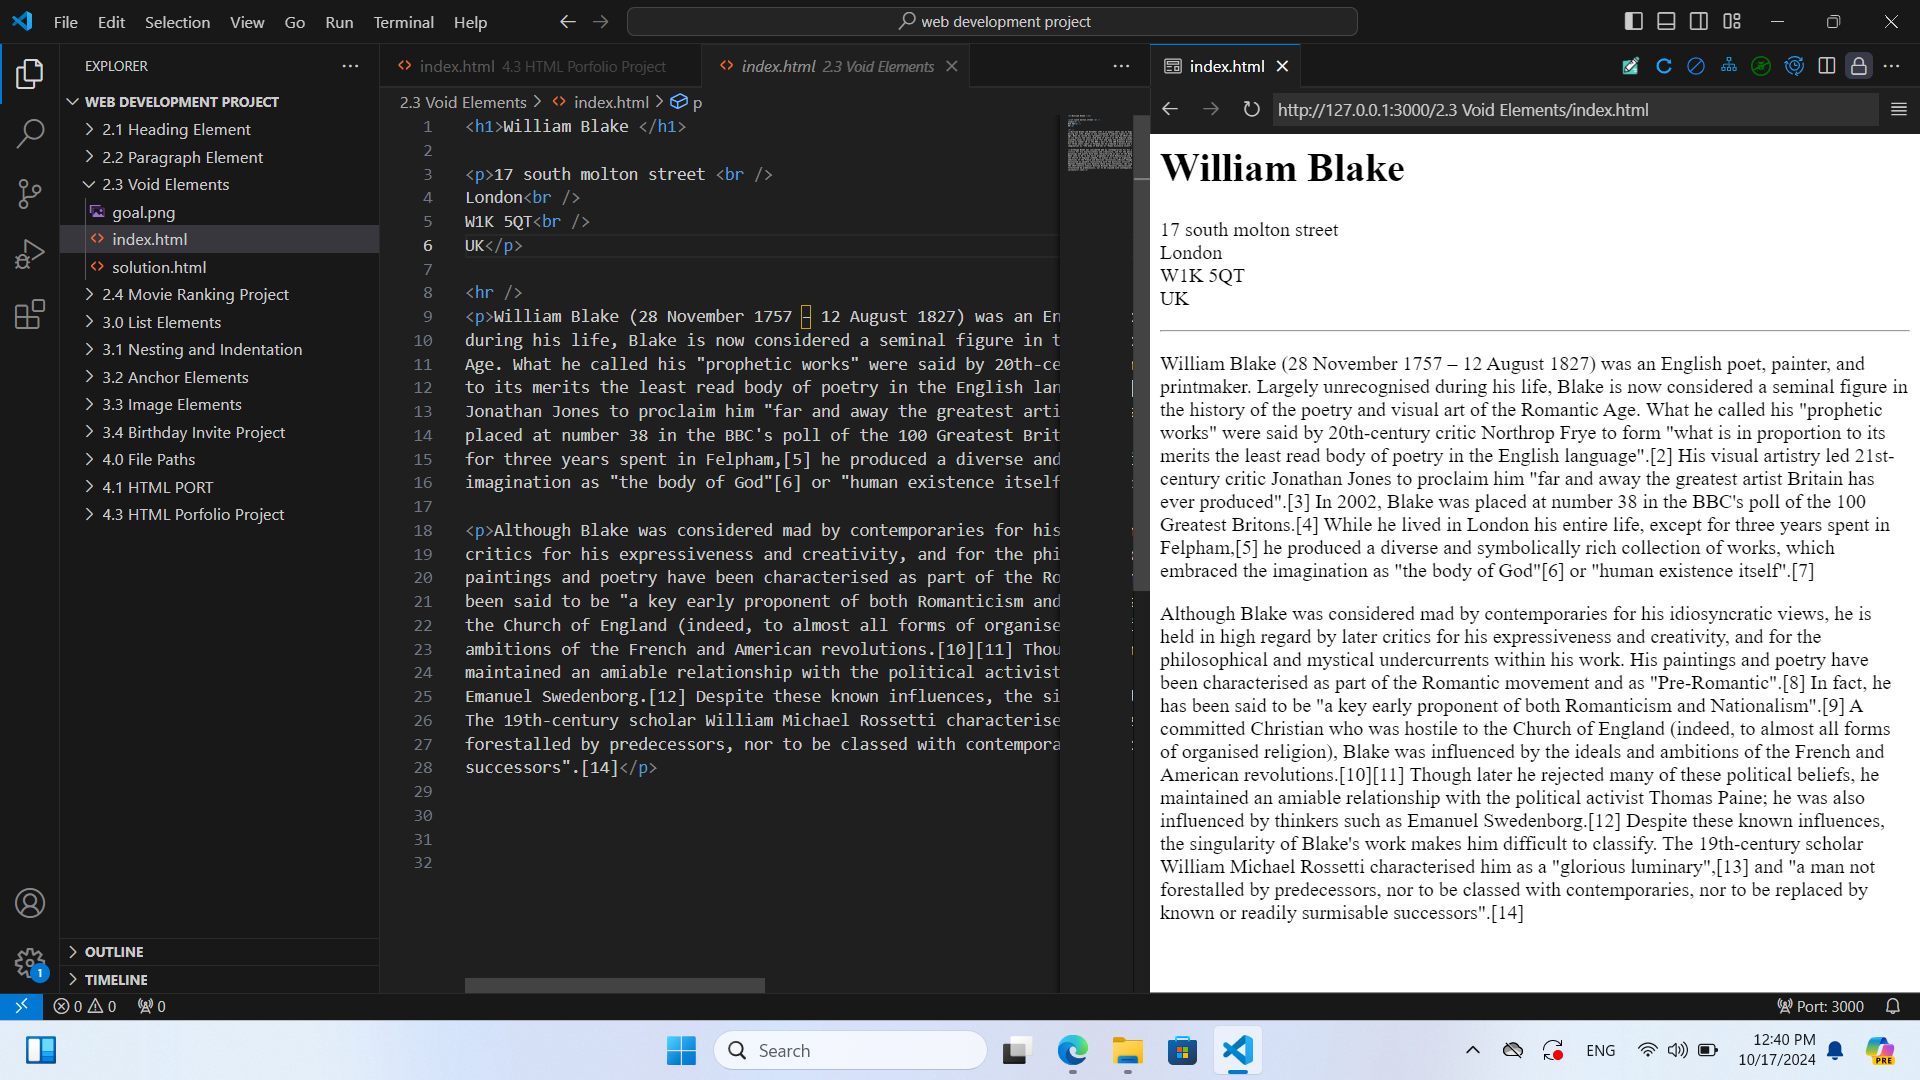 File Edit Selection View Go Run Terminal Help
web development project
EXPLORER
WEB DEVELOPMENT PROJECT
2.1 Heading Element
2.2 Paragraph Element
2.3 Void Elements
goal.png
index.html
solution.html
2.4 Movie Ranking Project
3.0 List Elements
3.1 Nesting and Indentation
3.2 Anchor Elements
3.3 Image Elements
3.4 Birthday Invite Project
4.0 File Paths
4.1 HTML PORT
4.3 HTML Porfolio Project
OUTLINE
TIMELINE
index.html 4.3 HTML Porfolio Project
index.html 2.3 Void Elements
2.3 Void Elements > index.html > p
1 <h1>William Blake </h1>
2
3 <p>17 south molton street <br />
4 London<br />
5 W1K 5QT<br />
6 UK</p>
7
8 <hr />
9 <p>William Blake (28 November 1757 – 12 August 1827) was an En
10 during his life, Blake is now considered a seminal figure in t
11 Age. What he called his "prophetic works" were said by 20th-ce
12 to its merits the least read body of poetry in the English lan
13 Jonathan Jones to proclaim him "far and away the greatest arti
14 placed at number 38 in the BBC's poll of the 100 Greatest Brit
15 for three years spent in Felpham,[5] he produced a diverse and
16 imagination as "the body of God"[6] or "human existence itself
17
18 <p>Although Blake was considered mad by contemporaries for his
19 critics for his expressiveness and creativity, and for the phi
20 paintings and poetry have been characterised as part of the Ro
21 been said to be "a key early proponent of both Romanticism and
22 the Church of England (indeed, to almost all forms of organise
23 ambitions of the French and American revolutions.[10][11] Thou
24 maintained an amiable relationship with the political activist
25 Emanuel Swedenborg.[12] Despite these known influences, the si
26 The 19th-century scholar William Michael Rossetti characterise
27 forestalled by predecessors, nor to be classed with contempora
28 successors".[14]</p>
29
30
31
32
index.html
http://127.0.0.1:3000/2.3 Void Elements/index.html
William Blake
17 south molton street
London
W1K 5QT
UK
William Blake (28 November 1757 – 12 August 1827) was an English poet, painter, and
printmaker. Largely unrecognised during his life, Blake is now considered a seminal figure in
the history of the poetry and visual art of the Romantic Age. What he called his "prophetic
works" were said by 20th-century critic Northrop Frye to form "what is in proportion to its
merits the least read body of poetry in the English language".[2] His visual artistry led 21st-
century critic Jonathan Jones to proclaim him "far and away the greatest artist Britain has
ever produced".[3] In 2002, Blake was placed at number 38 in the BBC's poll of the 100
Greatest Britons.[4] While he lived in London his entire life, except for three years spent in
Felpham,[5] he produced a diverse and symbolically rich collection of works, which
embraced the imagination as "the body of God"[6] or "human existence itself".[7]
Although Blake was considered mad by contemporaries for his idiosyncratic views, he is
held in high regard by later critics for his expressiveness and creativity, and for the
philosophical and mystical undercurrents within his work. His paintings and poetry have
been characterised as part of the Romantic movement and as "Pre-Romantic".[8] In fact, he
has been said to be "a key early proponent of both Romanticism and Nationalism".[9] A
committed Christian who was hostile to the Church of England (indeed, to almost all forms
of organised religion), Blake was influenced by the ideals and ambitions of the French and
American revolutions.[10][11] Though later he rejected many of these political beliefs, he
maintained an amiable relationship with the political activist Thomas Paine; he was also
influenced by thinkers such as Emanuel Swedenborg.[12] Despite these known influences,
the singularity of Blake's work makes him difficult to classify. The 19th-century scholar
William Michael Rossetti characterised him as a "glorious luminary",[13] and "a man not
forestalled by predecessors, nor to be classed with contemporaries, nor to be replaced by
known or readily surmisable successors".[14]
1
0 0 0
Port: 3000
Search
ENG
12:40 PM
10/17/2024
PRE